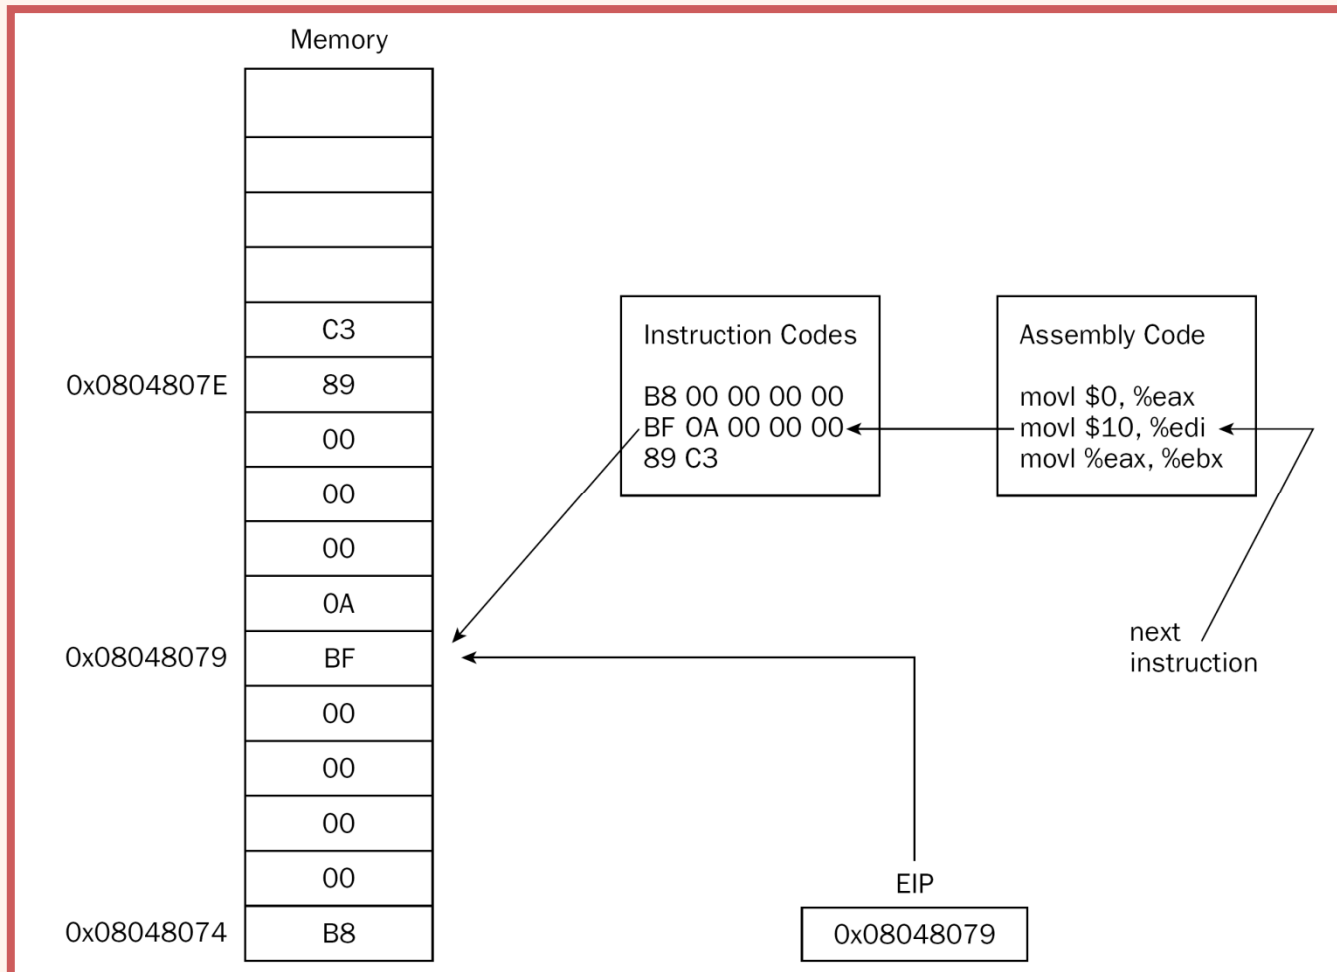 Memory
C3
0x0804807E
89
00
00
00
0A
0x08048079
BF
00
00
00
00
0x08048074
B8
Instruction Codes
B8 00 00 00 00
BF 0A 00 00 00
89 C3
Assembly Code
movl $0, %eax
movl $10, %edi
movl %eax, %ebx
next
instruction
EIP
0x08048079